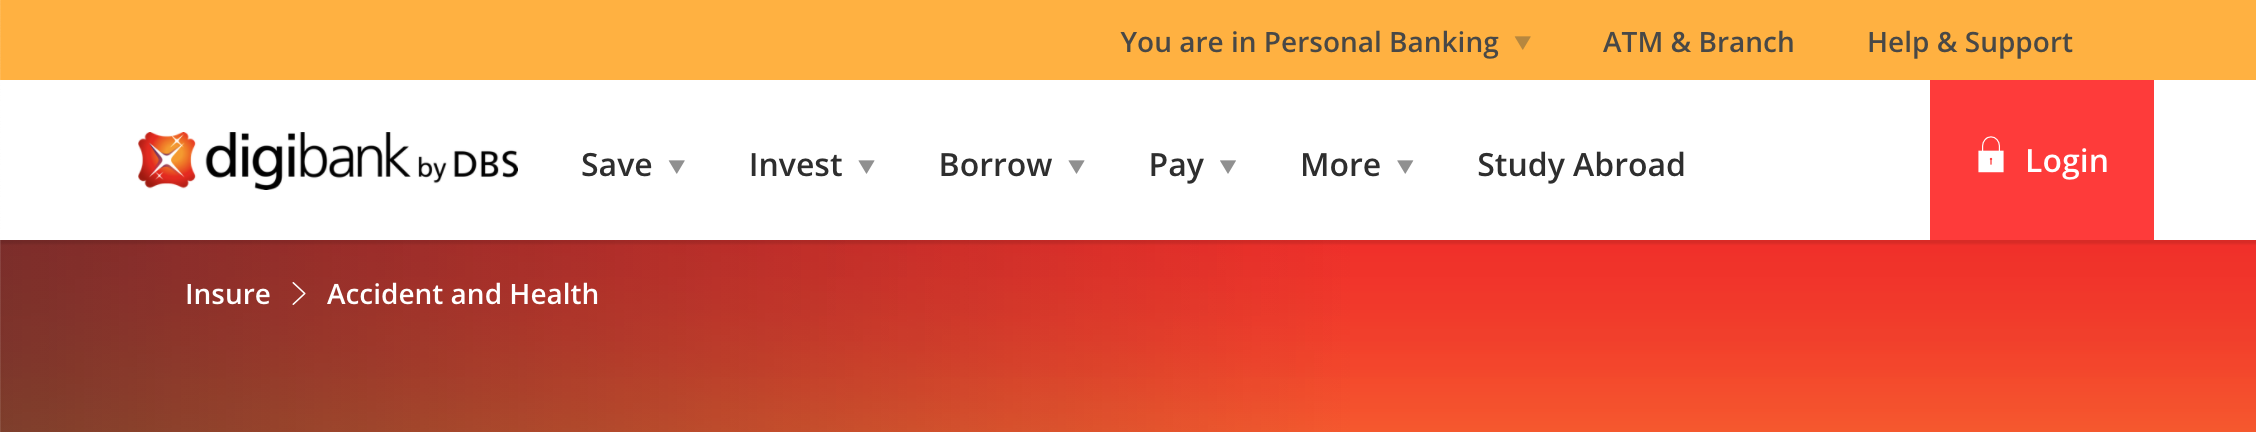 You are in Personal Banking ATM & Branch Help & Support
digibank by DBS Save Invest Borrow Pay More Study Abroad Login
Insure > Accident and Health